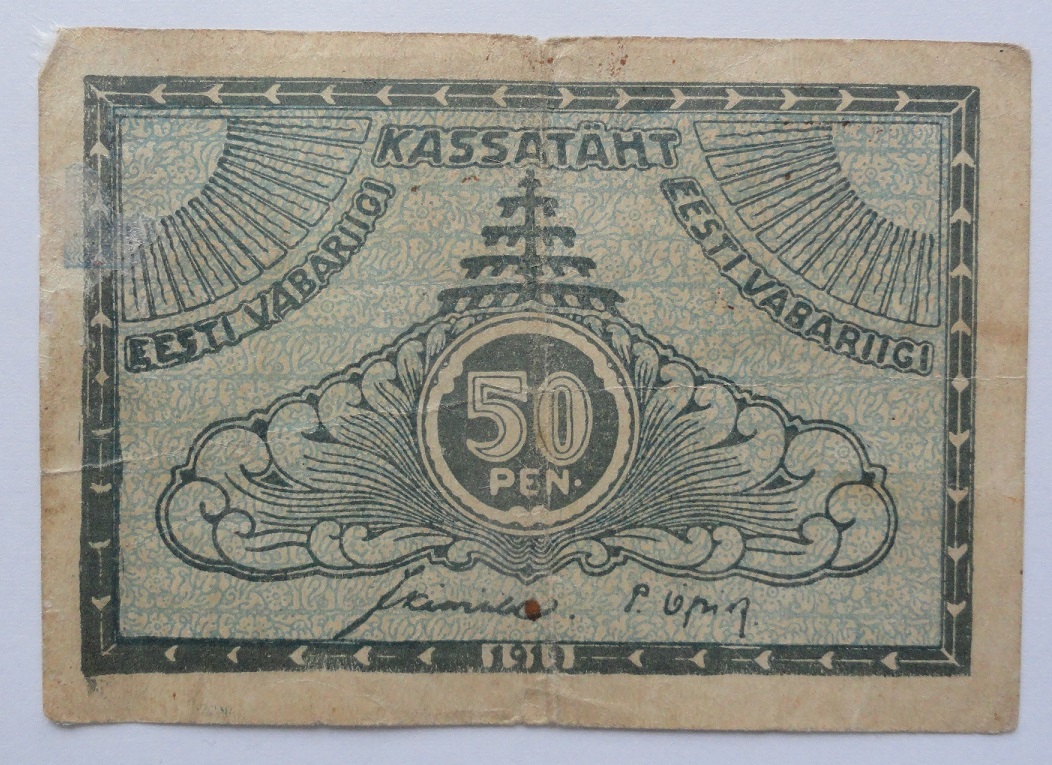 KASSATÄHT
EESTI VABARIIGI
EESTI VABARIIGI
50
PEN.